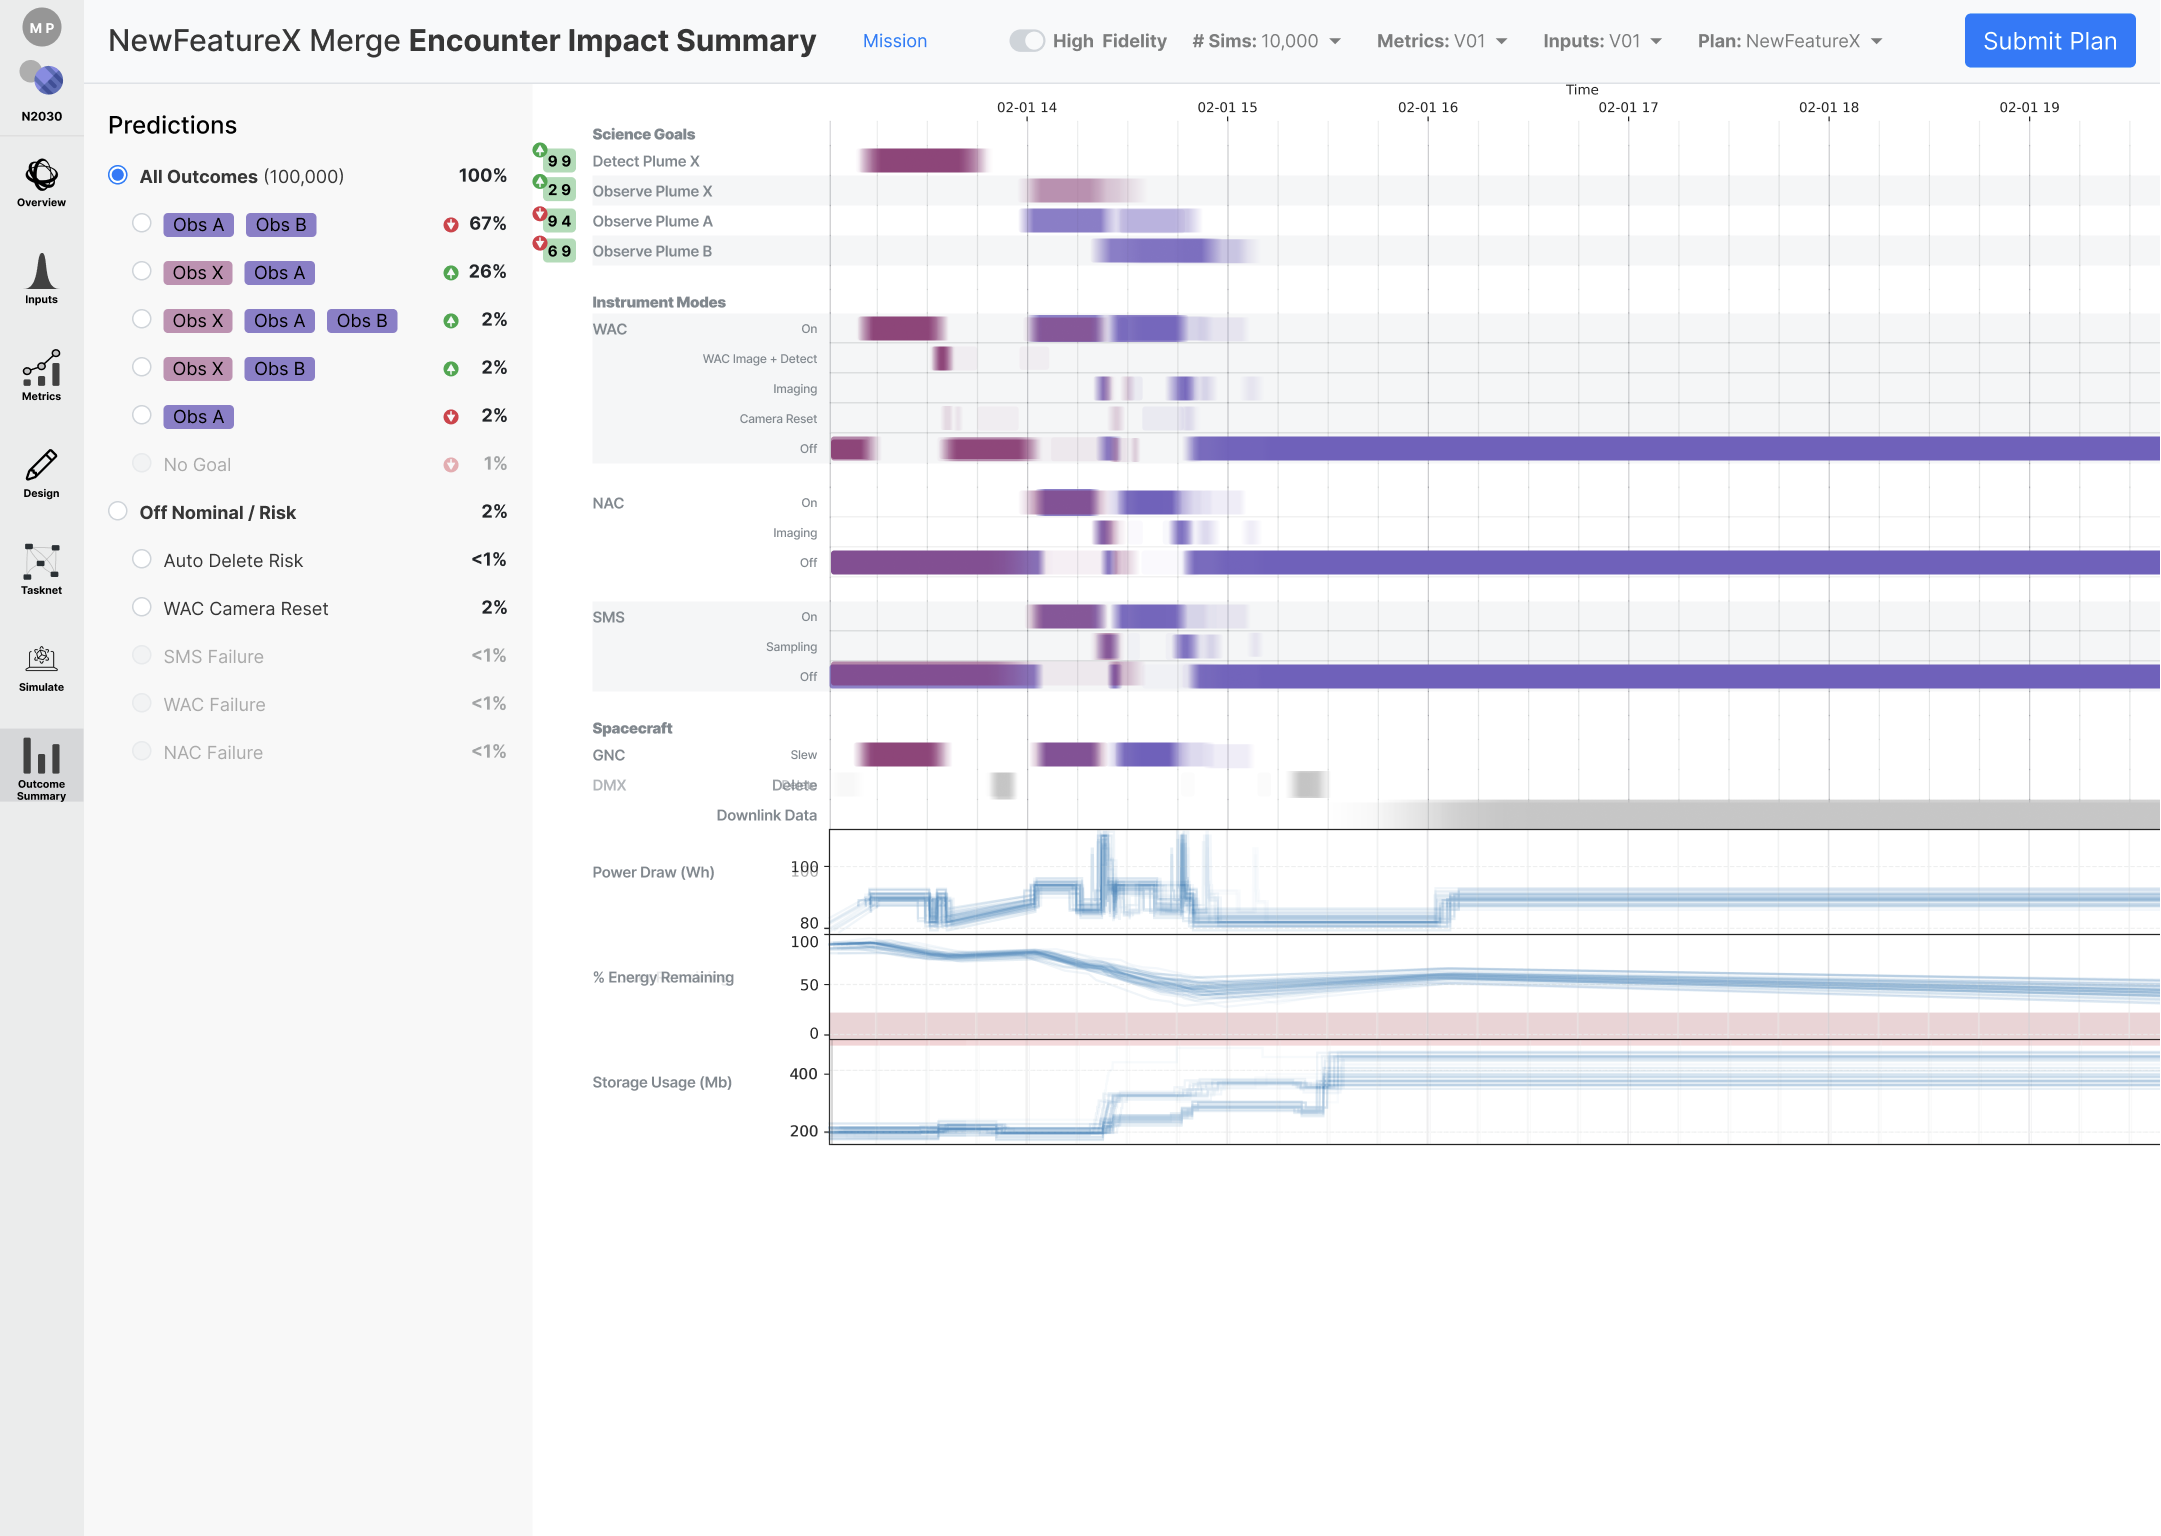 M P
N2030
Overview
Inputs
Metrics
Design
Tasknet
Simulate
Outcome
Summary
NewFeatureX Merge Encounter Impact Summary
Mission
High Fidelity
# Sims: 10,000
Metrics: V01
Inputs: V01
Plan: NewFeatureX
Submit Plan
Predictions
All Outcomes (100,000) 100%
Obs A Obs B 67%
Obs X Obs A 26%
Obs X Obs A Obs B 2%
Obs X Obs B 2%
Obs A 2%
No Goal 1%
Off Nominal / Risk 2%
Auto Delete Risk <1%
WAC Camera Reset 2%
SMS Failure <1%
WAC Failure <1%
NAC Failure <1%
Time
02-01 14 02-01 15 02-01 16 02-01 17 02-01 18 02-01 19
Science Goals
99 Detect Plume X
29 Observe Plume X
94 Observe Plume A
69 Observe Plume B
Instrument Modes
WAC On
WAC Image + Detect
Imaging
Camera Reset
Off
NAC On
Imaging
Off
SMS On
Sampling
Off
Spacecraft
GNC Slew
DMX Delete
Downlink Data
Power Draw (Wh) 100
80
% Energy Remaining 100
50
0
Storage Usage (Mb) 400
200